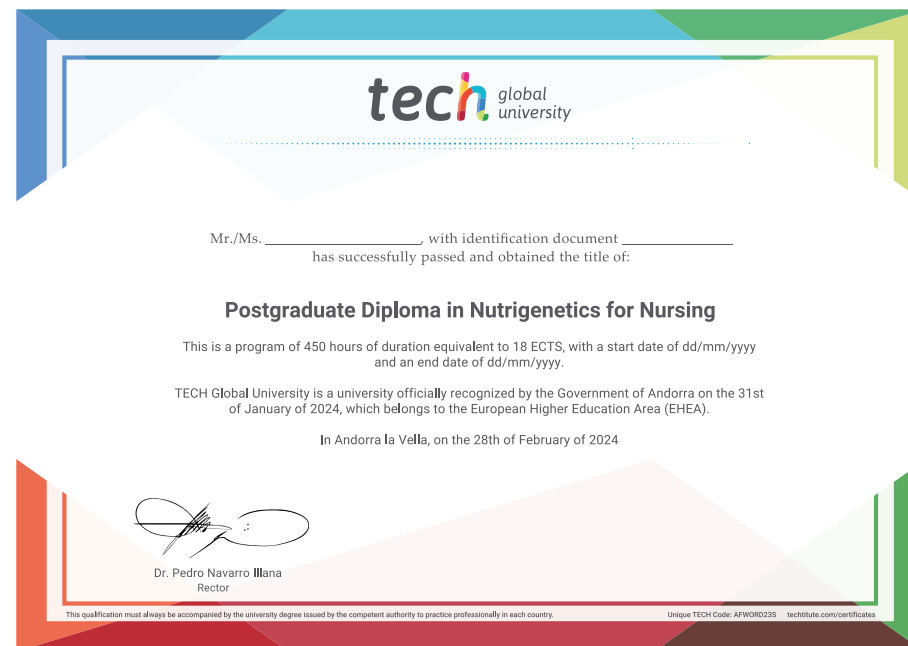 tech global
university
Mr./Ms. ____________________, with identification document ______________
has successfully passed and obtained the title of:
Postgraduate Diploma in Nutrigenetics for Nursing
This is a program of 450 hours of duration equivalent to 18 ECTS, with a start date of dd/mm/yyyy
and an end date of dd/mm/yyyy.
TECH Global University is a university officially recognized by the Government of Andorra on the 31st
of January of 2024, which belongs to the European Higher Education Area (EHEA).
In Andorra la Vella, on the 28th of February of 2024
Dr. Pedro Navarro Illana
Rector
This qualification must always be accompanied by the university degree issued by the competent authority to practice professionally in each country. Unique TECH Code: AFWORD23S techtitute.com/certificates